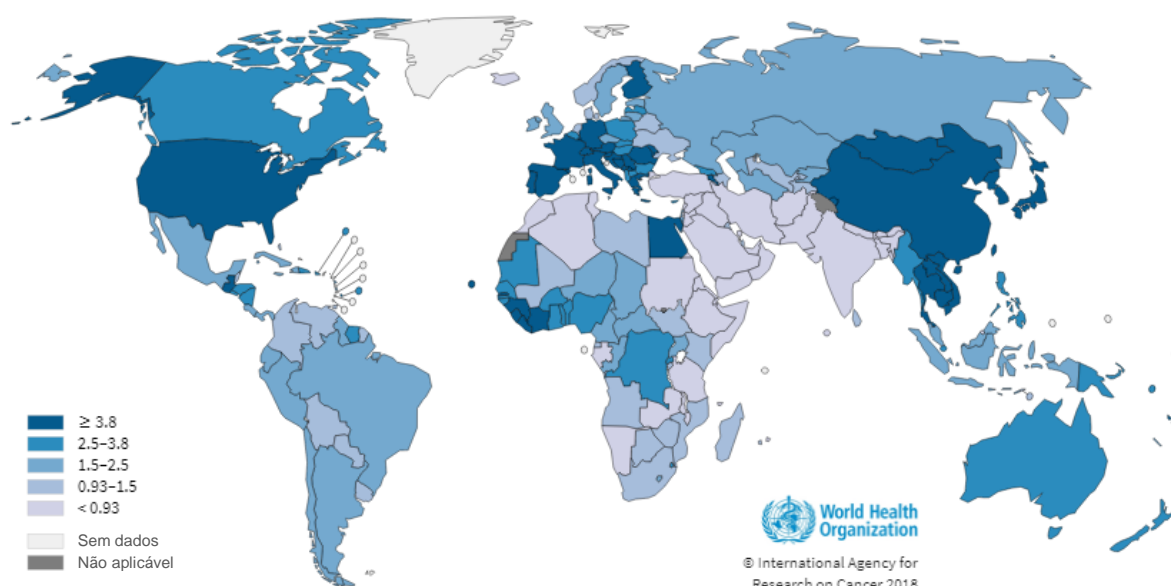 ≥ 3.8
2.5–3.8
1.5–2.5
0.93–1.5
< 0.93
Sem dados
Não aplicável
World Health
Organization
© International Agency for
Research on Cancer 2018